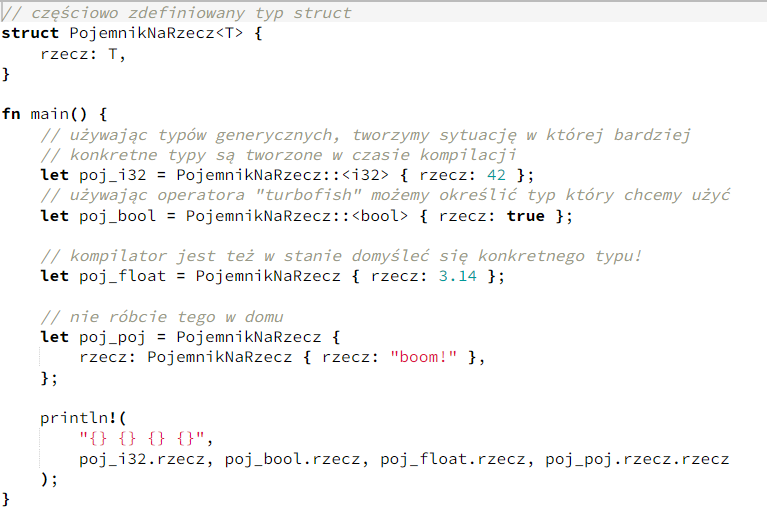 // częściowo zdefiniowany typ struct
struct PojemnikNaRzecz<T> {
    rzecz: T,
}

fn main() {
    // używając typów generycznych, tworzymy sytuację w której bardziej
    // konkretne typy są tworzone w czasie kompilacji
    let poj_i32 = PojemnikNaRzecz::<i32> { rzecz: 42 };
    // używając operatora "turbofish" możemy określić typ który chcemy użyć
    let poj_bool = PojemnikNaRzecz::<bool> { rzecz: true };

    // kompilator jest też w stanie domyśleć się konkretnego typu!
    let poj_float = PojemnikNaRzecz { rzecz: 3.14 };

    // nie róbcie tego w domu
    let poj_poj = PojemnikNaRzecz {
        rzecz: PojemnikNaRzecz { rzecz: "boom!" },
    };

    println!(
        "{} {} {} {}",
        poj_i32.rzecz, poj_bool.rzecz, poj_float.rzecz, poj_poj.rzecz.rzecz
    );
}